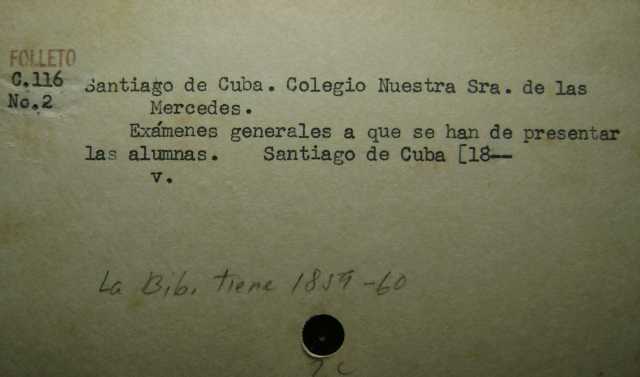 FOLLETO
C.116
No.2
Santiago de Cuba. Colegio Nuestra Sra. de las
Mercedes.
Exámenes generales a que se han de presentar
las alumnas. Santiago de Cuba [18--
v.
La Bib. tiene 1859-60